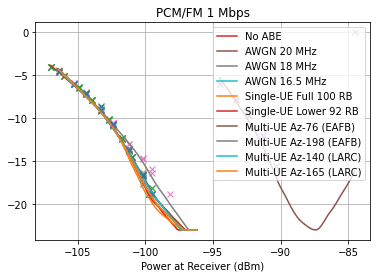 PCM/FM 1 Mbps
0
−5
−10
−15
−20
No ABE
AWGN 20 MHz
AWGN 18 MHz
AWGN 16.5 MHz
Single-UE Full 100 RB
Single-UE Lower 92 RB
Multi-UE Az-76 (EAFB)
Multi-UE Az-198 (EAFB)
Multi-UE Az-140 (LARC)
Multi-UE Az-165 (LARC)
−105 −100 −95 −90 −85
Power at Receiver (dBm)